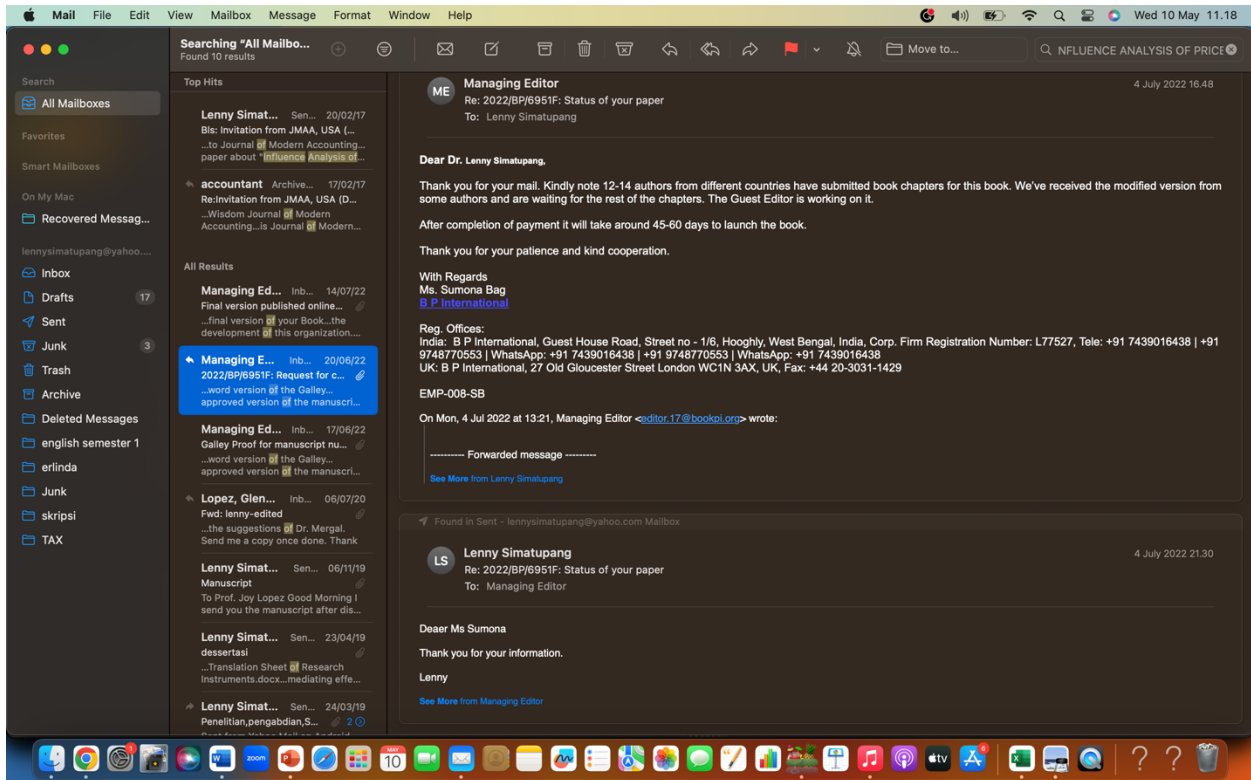 Mail File Edit View Mailbox Message Format Window Help Wed 10 May 11.18
Searching “All Mailbo...
Found 10 results
Move to...
NFLUENCE ANALYSIS OF PRICE
Search
All Mailboxes
Favorites
Smart Mailboxes
On My Mac
Recovered Messag...
lennysimatupang@yahoo....
Inbox
Drafts 17
Sent
Junk 3
Trash
Archive
Deleted Messages
english semester 1
erlinda
Junk
skripsi
TAX
Top Hits
Lenny Simat... Sen... 20/02/17
Bls: Invitation from JMAA, USA (...
...to Journal of Modern Accounting...
paper about "Influence Analysis of...
accountant Archive... 17/02/17
Re:Invitation from JMAA, USA (D...
...Wisdom Journal of Modern
Accounting...is Journal of Modern...
All Results
Managing Ed... Inb... 14/07/22
Final version published online...
...final version of your Book...the
development of this organization....
Managing E... Inb... 20/06/22
2022/BP/6951F: Request for c...
...word version of the Galley...
approved version of the manuscri...
Managing Ed... Inb... 17/06/22
Galley Proof for manuscript nu...
...word version of the Galley...
approved version of the manuscri...
Lopez, Glen... Inb... 06/07/20
Fwd: lenny-edited
...the suggestions of Dr. Mergal.
Send me a copy once done. Thank
Lenny Simat... Sen... 06/11/19
Manuscript
To Prof. Joy Lopez Good Morning I
send you the manuscript after dis...
Lenny Simat... Sen... 23/04/19
dessertasi
...Translation Sheet of Research
Instruments.docx...mediating effe...
Lenny Simat... Sen... 24/03/19
Penelitian,pengabdian,S... 2
ME
Managing Editor 4 July 2022 16.48
Re: 2022/BP/6951F: Status of your paper
To: Lenny Simatupang
Dear Dr. Lenny Simatupang,
Thank you for your mail. Kindly note 12-14 authors from different countries have submitted book chapters for this book. We've received the modified version from
some authors and are waiting for the rest of the chapters. The Guest Editor is working on it.
After completion of payment it will take around 45-60 days to launch the book.
Thank you for your patience and kind cooperation.
With Regards
Ms. Sumona Bag
B P International
Reg. Offices:
India: B P International, Guest House Road, Street no - 1/6, Hooghly, West Bengal, India, Corp. Firm Registration Number: L77527, Tele: +91 7439016438 | +91
9748770553 | WhatsApp: +91 7439016438 | +91 9748770553 | WhatsApp: +91 7439016438
UK: B P International, 27 Old Gloucester Street London WC1N 3AX, UK, Fax: +44 20-3031-1429
EMP-008-SB
On Mon, 4 Jul 2022 at 13:21, Managing Editor <editor.17@bookpi.org> wrote:
---------- Forwarded message ---------
See More from Lenny Simatupang
Found in Sent - lennysimatupang@yahoo.com Mailbox
LS
Lenny Simatupang 4 July 2022 21.30
Re: 2022/BP/6951F: Status of your paper
To: Managing Editor
Deaer Ms Sumona
Thank you for your information.
Lenny
See More from Managing Editor
zoom
MAY
10
tv